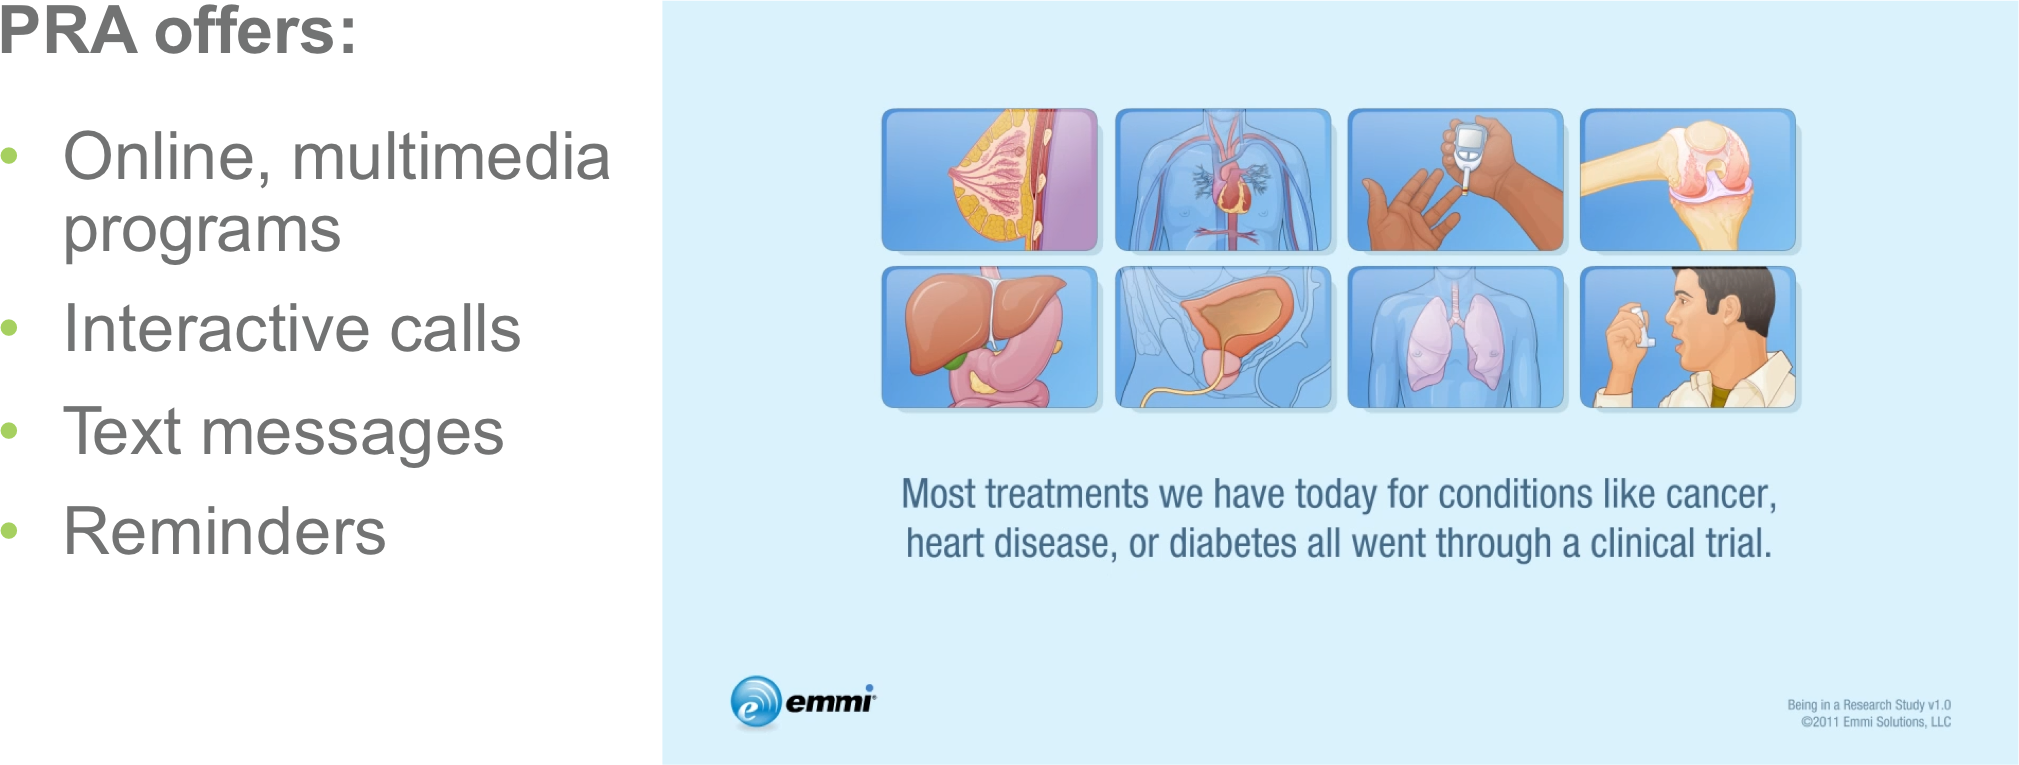 PRA offers:
• Online, multimedia
programs
• Interactive calls
• Text messages
• Reminders
Most treatments we have today for conditions like cancer,
heart disease, or diabetes all went through a clinical trial.
e emmi®
Being in a Research Study v1.0
©2011 Emmi Solutions, LLC